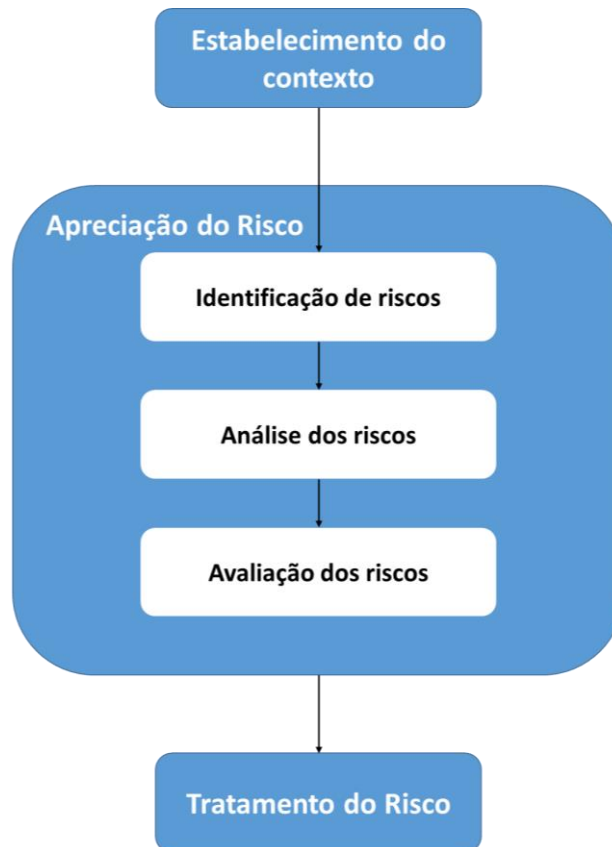 Estabelecimento do
contexto
Apreciação do Risco
Identificação de riscos
Análise dos riscos
Avaliação dos riscos
Tratamento do Risco